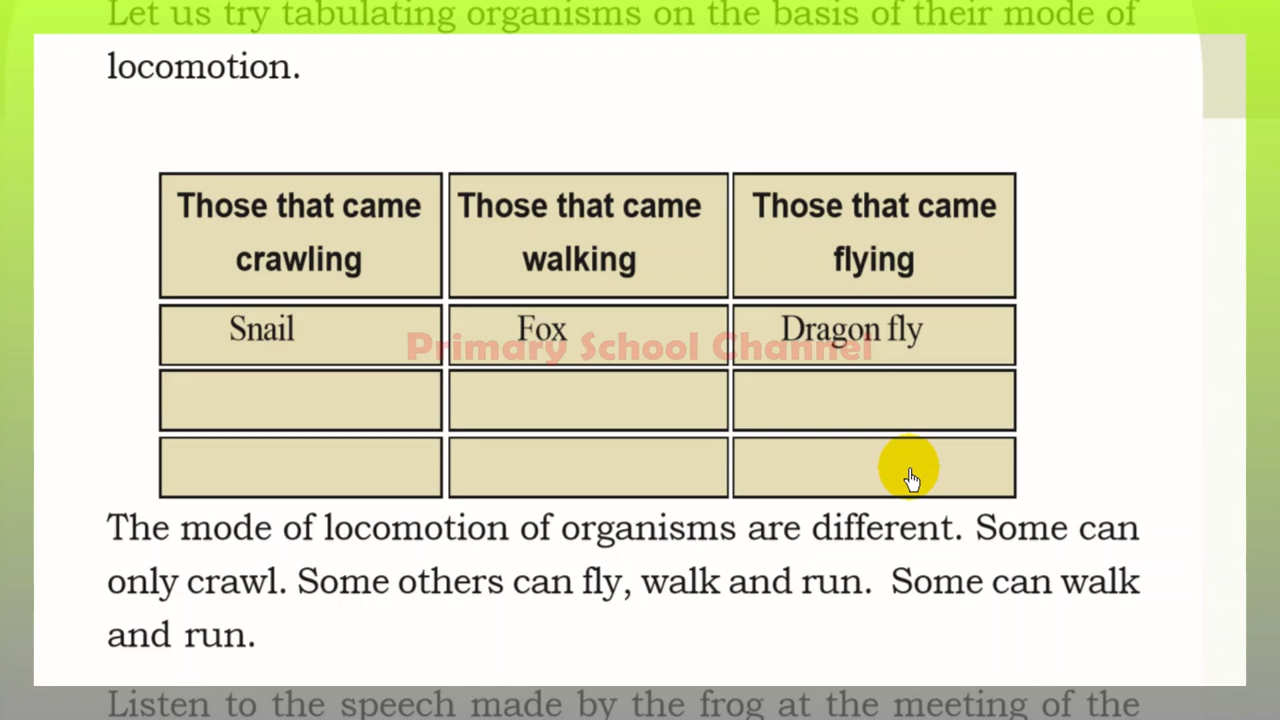 Let us try tabulating organisms on the basis of their mode of
locomotion.
Those that came crawling
Those that came walking
Those that came flying
Snail
Fox
Dragon fly
Primary School Channel
The mode of locomotion of organisms are different. Some can
only crawl. Some others can fly, walk and run. Some can walk
and run.
Listen to the speech made by the frog at the meeting of the